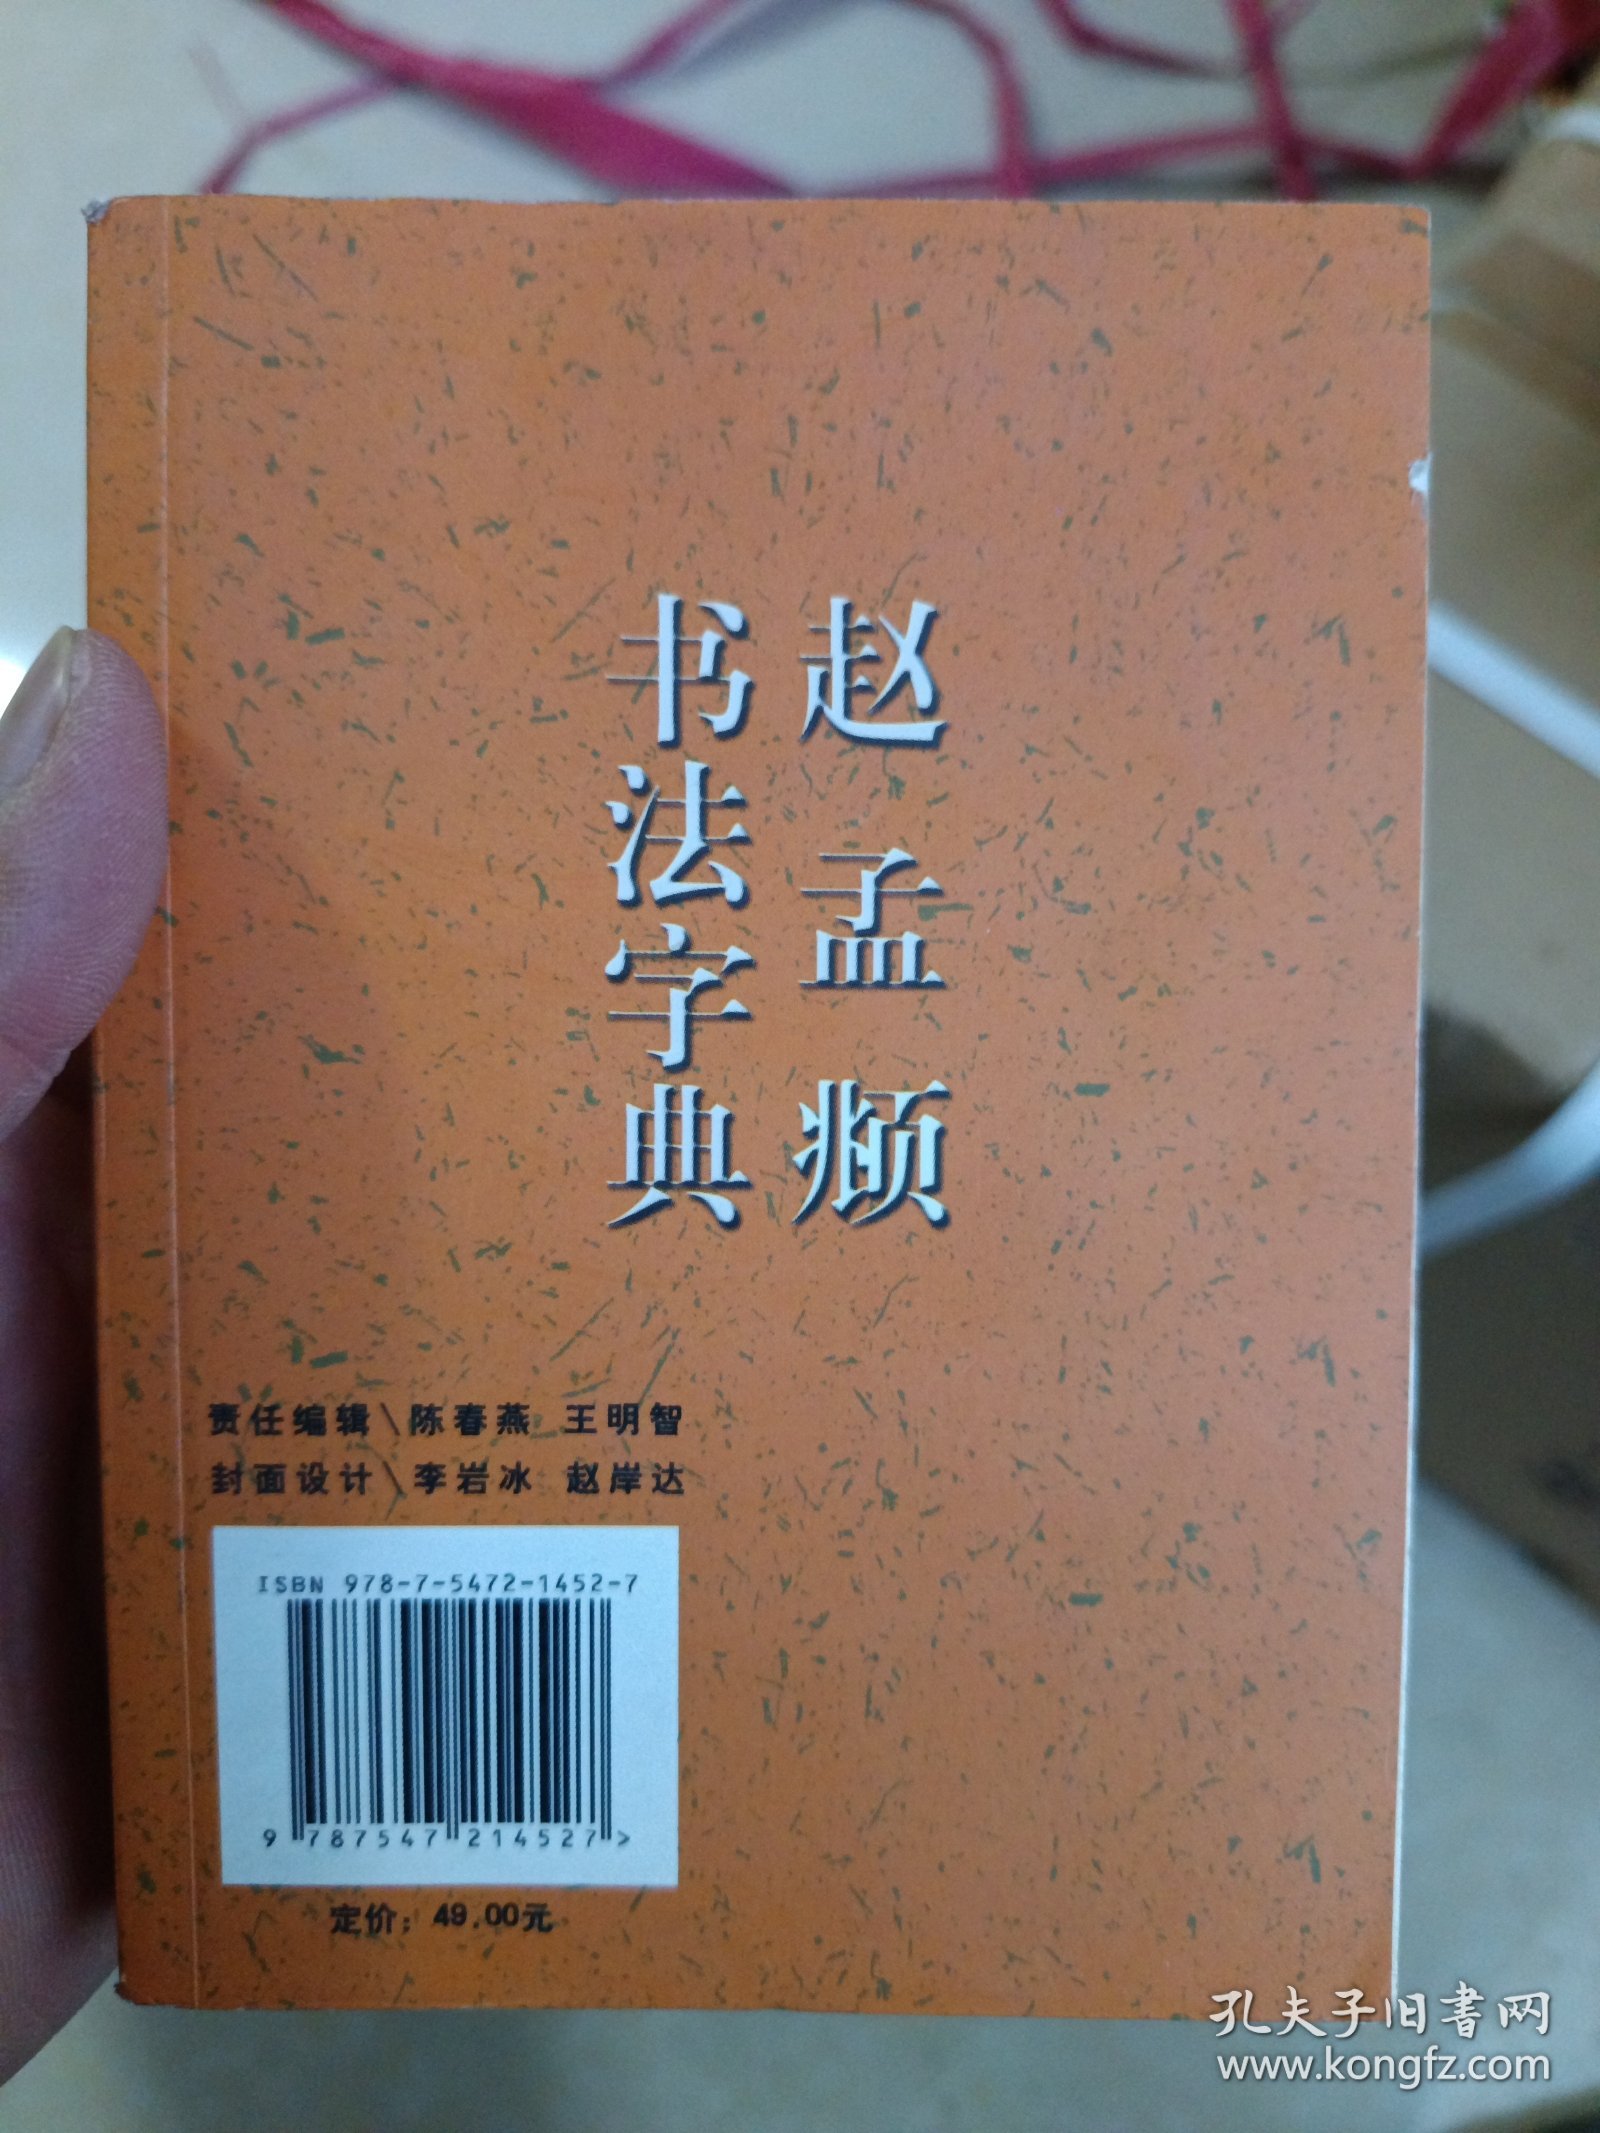 赵孟頫
书法字典
责任编辑\陈春燕 王明智
封面设计\李岩冰 赵岸达
ISBN 978-7-5472-1452-7
9 787547 214527 >
定价：49.00元
孔夫子旧书网
www.kongfz.com